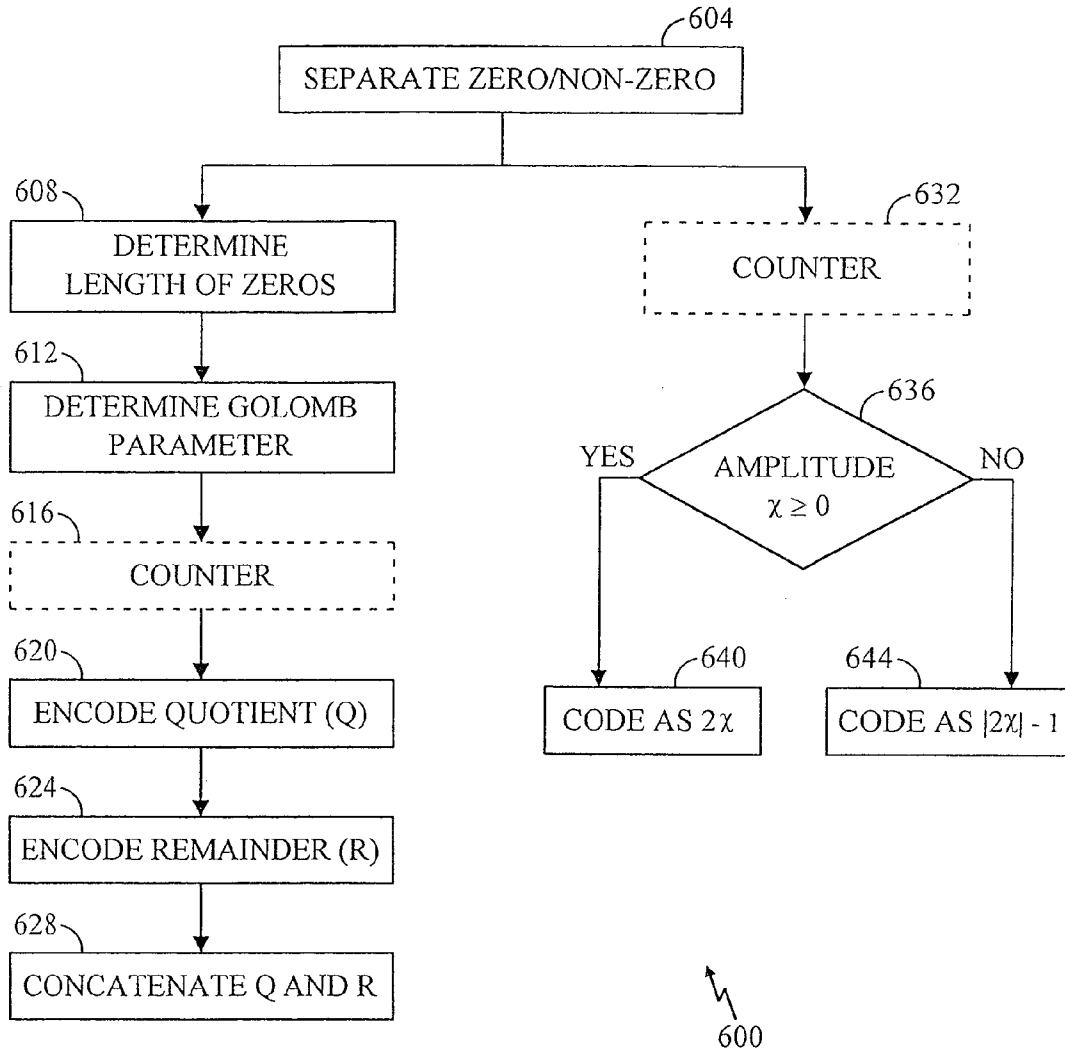 604
SEPARATE ZERO/NON-ZERO
608
DETERMINE
LENGTH OF ZEROS
612
DETERMINE GOLOMB
PARAMETER
616
COUNTER
620
ENCODE QUOTIENT (Q)
624
ENCODE REMAINDER (R)
628
CONCATENATE Q AND R
632
COUNTER
636
YES
AMPLITUDE
χ ≥ 0
NO
640
CODE AS 2χ
644
CODE AS |2χ| - 1
600